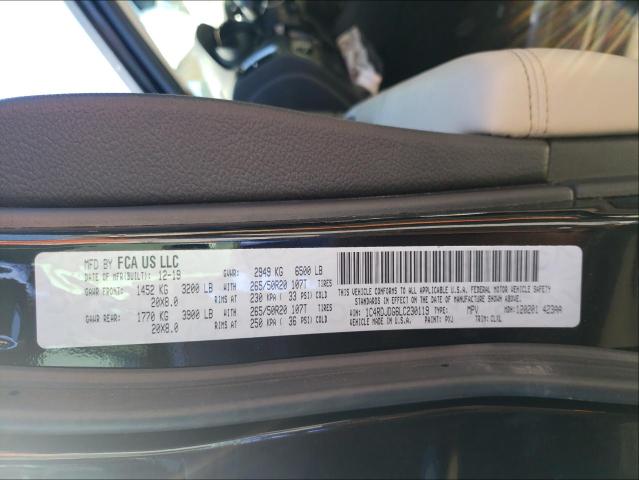 MFD BY FCA US LLC
DATE OF MFR(BUILT): 12-19 GVWR: 2949 KG 6500 LB
GAWR FRONT: 1452 KG 3200 LB WITH 265/50R20 107T TIRES
20X8.0 RIMS AT 230 KPA ( 33 PSI) COLD
GAWR REAR: 1770 KG 3900 LB WITH 265/50R20 107T TIRES
20X8.0 RIMS AT 250 KPA ( 36 PSI) COLD
THIS VEHICLE CONFORMS TO ALL APPLICABLE U.S.A. FEDERAL MOTOR VEHICLE SAFETY
STANDARDS IN EFFECT ON THE DATE OF MANUFACTURE SHOWN ABOVE.
VIN: 1C4RDJDG8LC230119 TYPE: MPV MDH: 120201 423AA
VEHICLE MADE IN U.S.A. PAINT: PXJ TRIM: CLXL